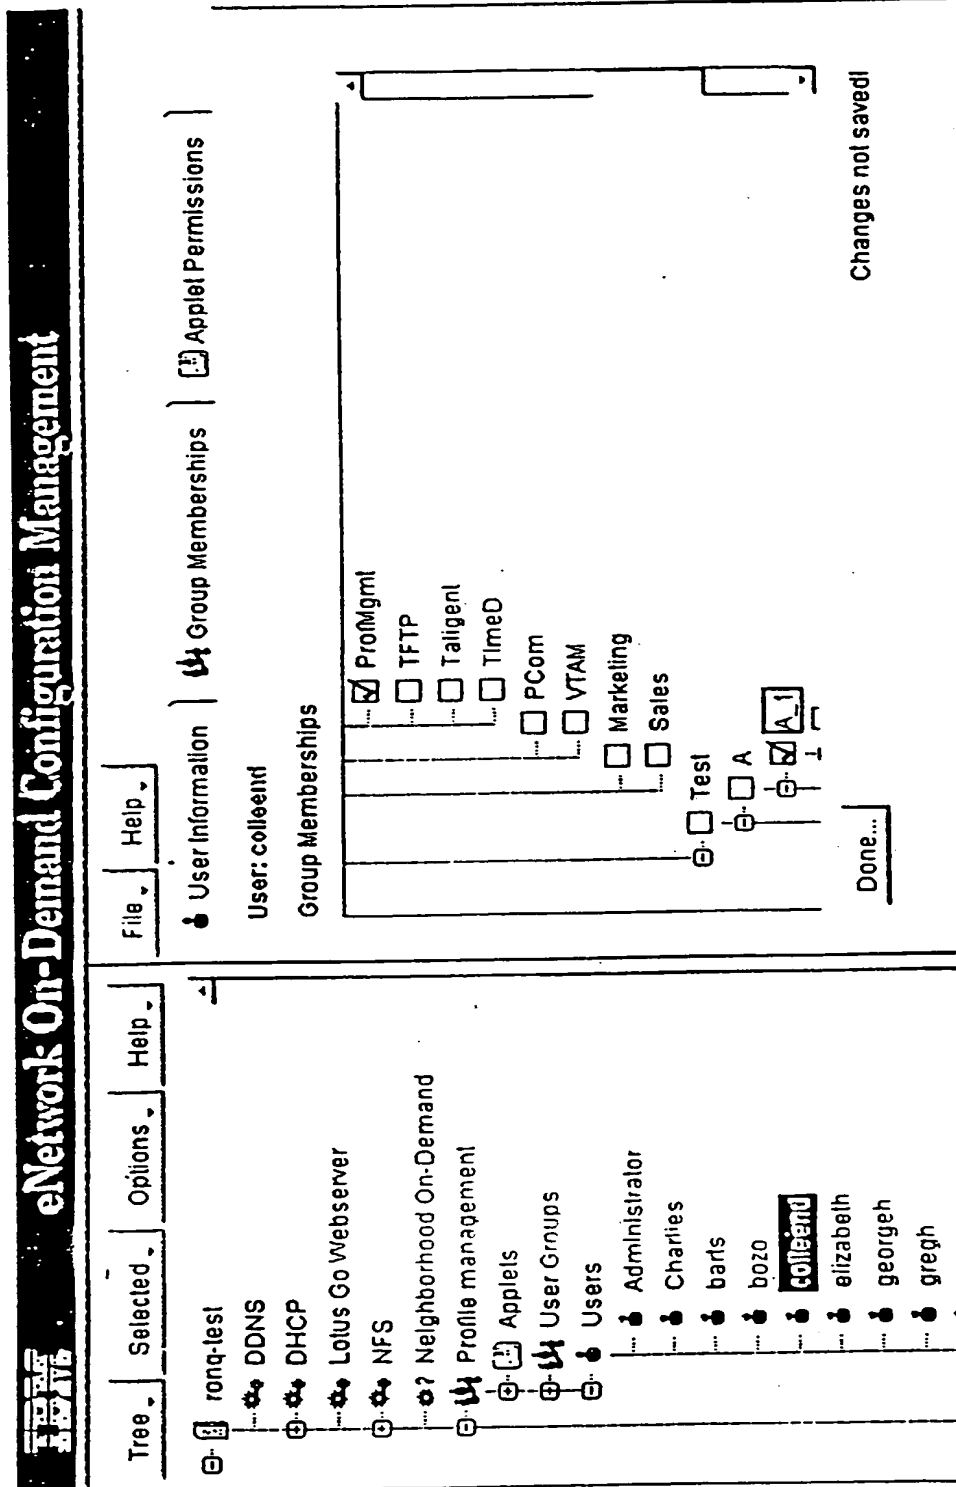 IBM
eNetwork On-Demand Configuration Management
Tree
Selected
Options
Help
ronq-test
DDNS
DHCP
Lotus Go Webserver
NFS
? Neighborhood On-Demand
Profile management
Applets
User Groups
Users
Administrator
Charlies
barts
bozo
colleend
elizabeth
georgeh
gregh
File
Help
User Information
Group Memberships
Applet Permissions
User: colleend
Group Memberships
ProfMgmt
TFTP
Taligent
TimeD
PCom
VTAM
Marketing
Sales
Test
A
A_1
Done...
Changes not saved!